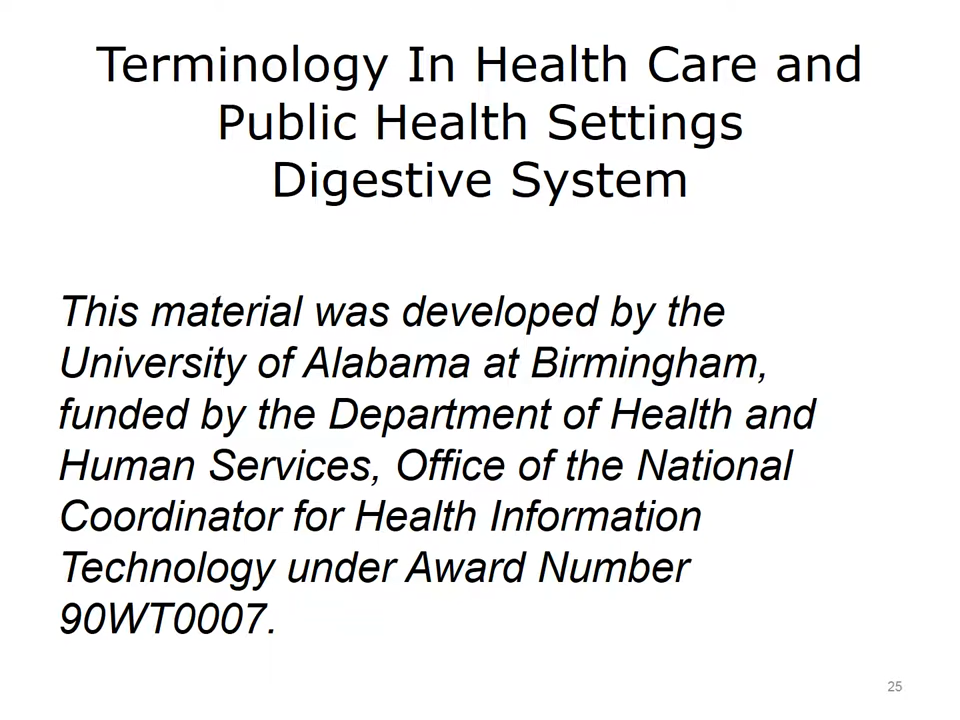 Terminology In Health Care and
Public Health Settings
Digestive System
This material was developed by the
University of Alabama at Birmingham,
funded by the Department of Health and
Human Services, Office of the National
Coordinator for Health Information
Technology under Award Number
90WT0007.
25